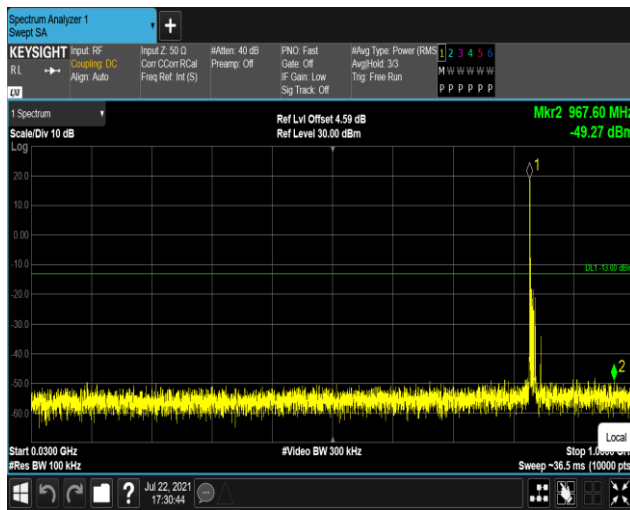 Spectrum Analyzer 1
Swept SA
KEYSIGHT Input: RF Input Z: 50 Ω #Atten: 40 dB PNO: Fast #Avg Type: Power (RMS 1 2 3 4 5 6
RL Coupling: DC Corr CCorr RCal Preamp: Off Gate: Off Avg|Hold: 3/3 M W W W W W
Align: Auto Freq Ref: Int (S) IF Gain: Low Trig: Free Run
Sig Track: Off P P P P P P
1 Spectrum
Ref Lvl Offset 4.59 dB Mkr2 967.60 MHz
Scale/Div 10 dB Ref Level 30.00 dBm -49.27 dBm
Log
1
20.0
10.0
0.00
-10.0
DL1 -13.00 dBm
-20.0
-30.0
-40.0
2
-50.0
-60.0
Local
Start 0.0300 GHz #Video BW 300 kHz Stop
#Res BW 100 kHz Sweep ~36.5 ms (10000 pts
? Jul 22, 2021
17:30:44